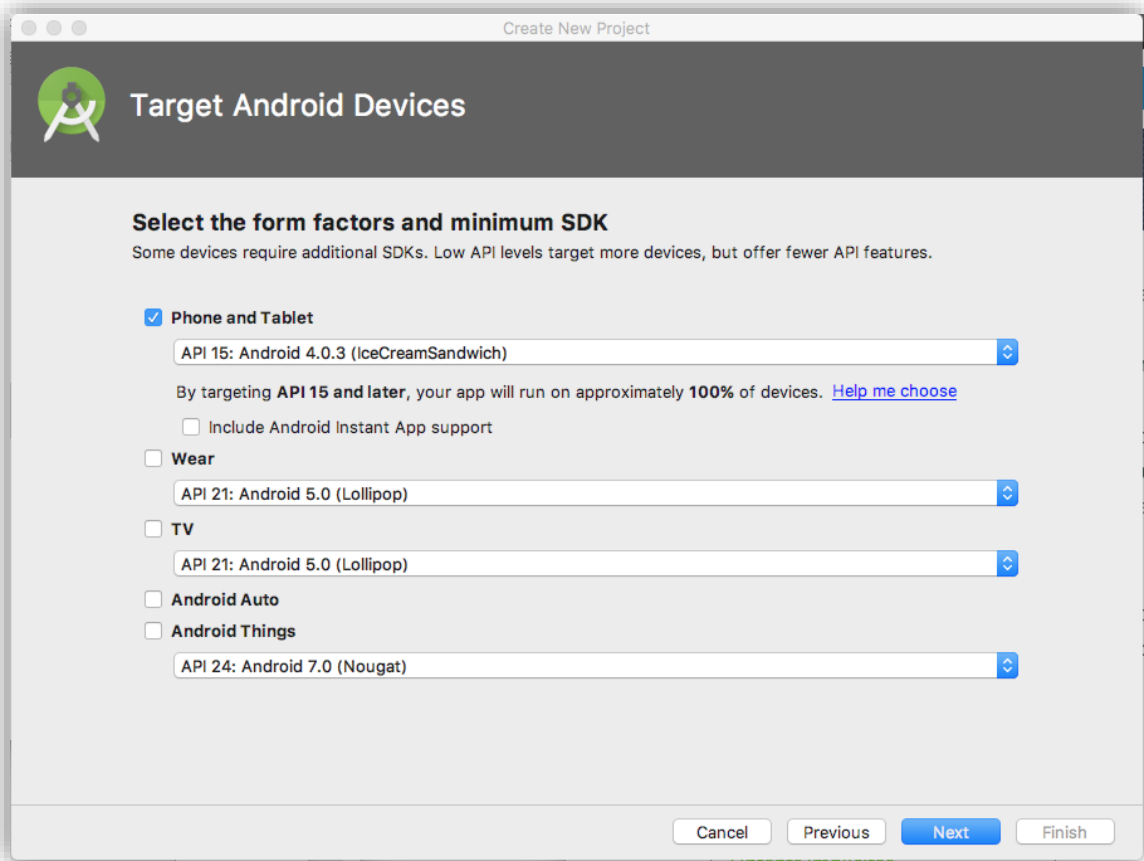 Create New Project
Target Android Devices
Select the form factors and minimum SDK
Some devices require additional SDKs. Low API levels target more devices, but offer fewer API features.
Phone and Tablet
API 15: Android 4.0.3 (IceCreamSandwich)
By targeting API 15 and later, your app will run on approximately 100% of devices. Help me choose
Include Android Instant App support
Wear
API 21: Android 5.0 (Lollipop)
TV
API 21: Android 5.0 (Lollipop)
Android Auto
Android Things
API 24: Android 7.0 (Nougat)
Cancel Previous Next Finish